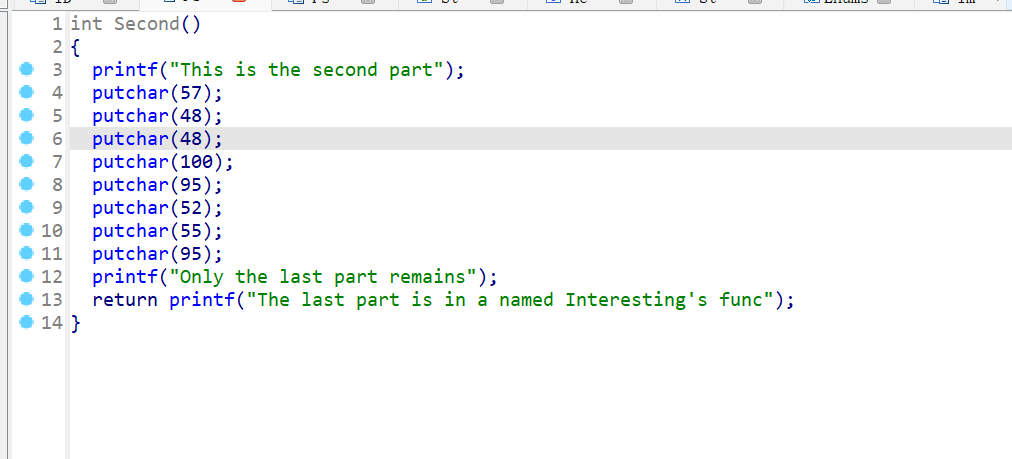 1 int Second()
2 {
3 printf("This is the second part");
4 putchar(57);
5 putchar(48);
6 putchar(48);
7 putchar(100);
8 putchar(95);
9 putchar(52);
10 putchar(55);
11 putchar(95);
12 printf("Only the last part remains");
13 return printf("The last part is in a named Interesting's func");
14 }